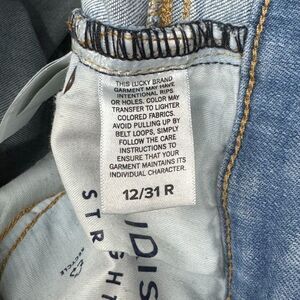 THIS LUCKY BRAND
GARMENT MAY HAVE
INTENTIONAL RIPS
OR HOLES. COLOR MAY
TRANSFER TO LIGHTER
COLORED FABRICS.
AVOID PULLING UP BY
BELT LOOPS, SIMPLY
FOLLOW THE CARE
INSTRUCTIONS TO
ENSURE THAT YOUR
GARMENT MAINTAINS ITS
INDIVIDUAL CHARACTER.
12/31 R